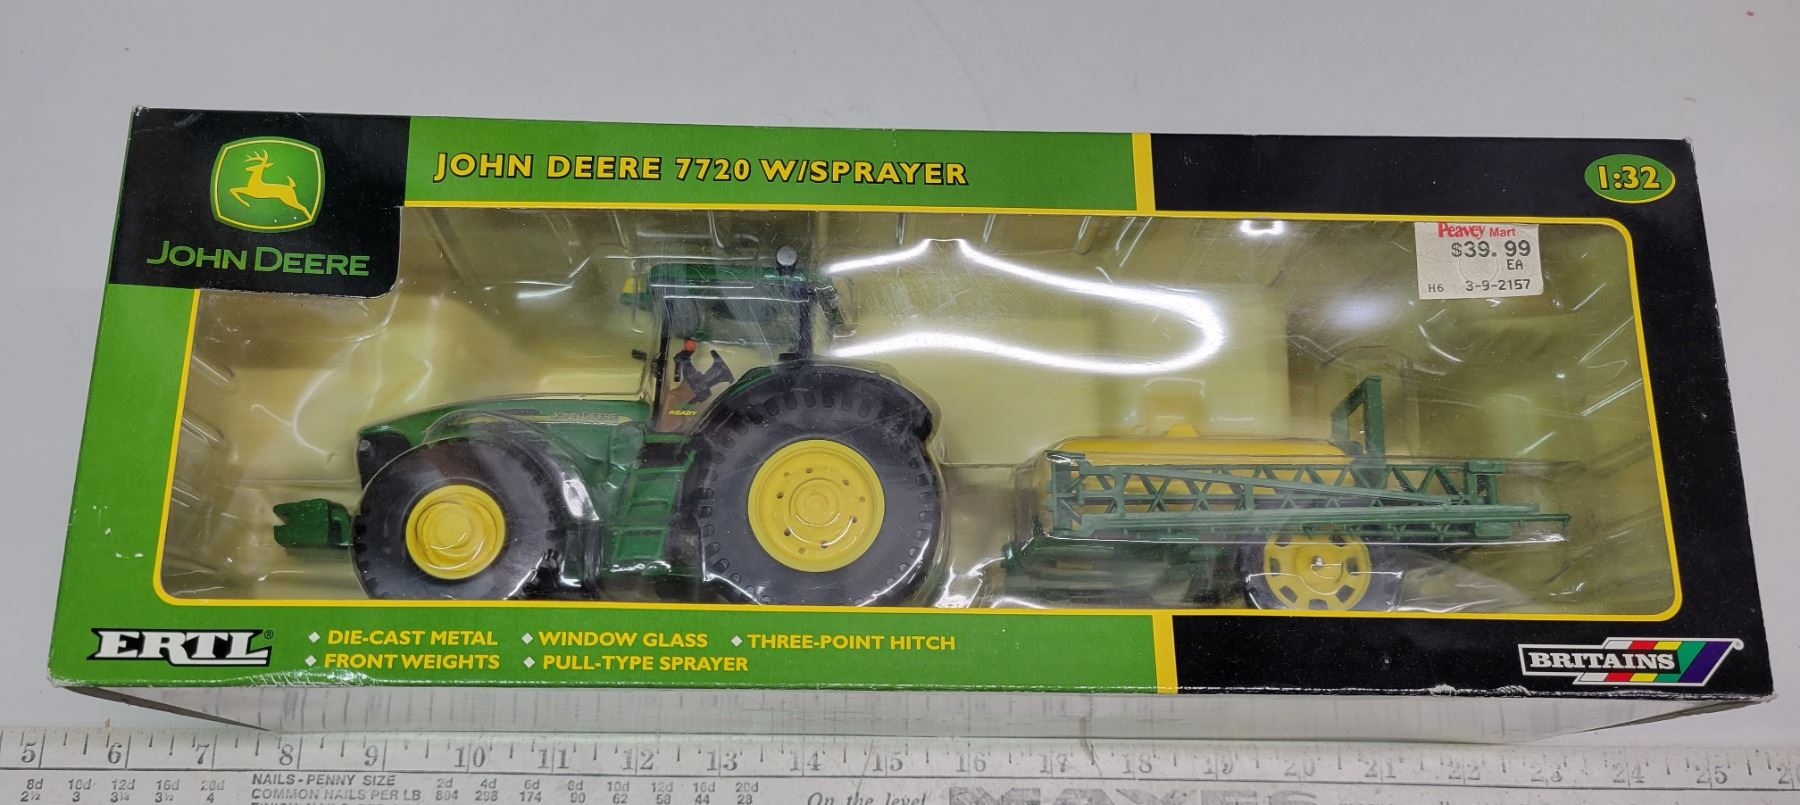 JOHN DEERE
JOHN DEERE 7720 W/SPRAYER
1:32
Peavey Mart
$39.99
EA
H6 3-9-2157
JOHN DEERE
READY
ERTL®
DIE-CAST METAL
WINDOW GLASS
THREE-POINT HITCH
FRONT WEIGHTS
PULL-TYPE SPRAYER
BRITAINS®
5 6 7 8 9 10 11 12 13 14 15 16 17 18 19 20 21 22 23 24 25
8d 10d 12d 16d 20d NAILS-PENNY SIZE 2d 4d 6d 8d 10d 12d 16d 20d
2½ 3 3¼ 3½ 4 COMMON NAILS PER LB 804 298 174 90 62 58 44 28
On the level